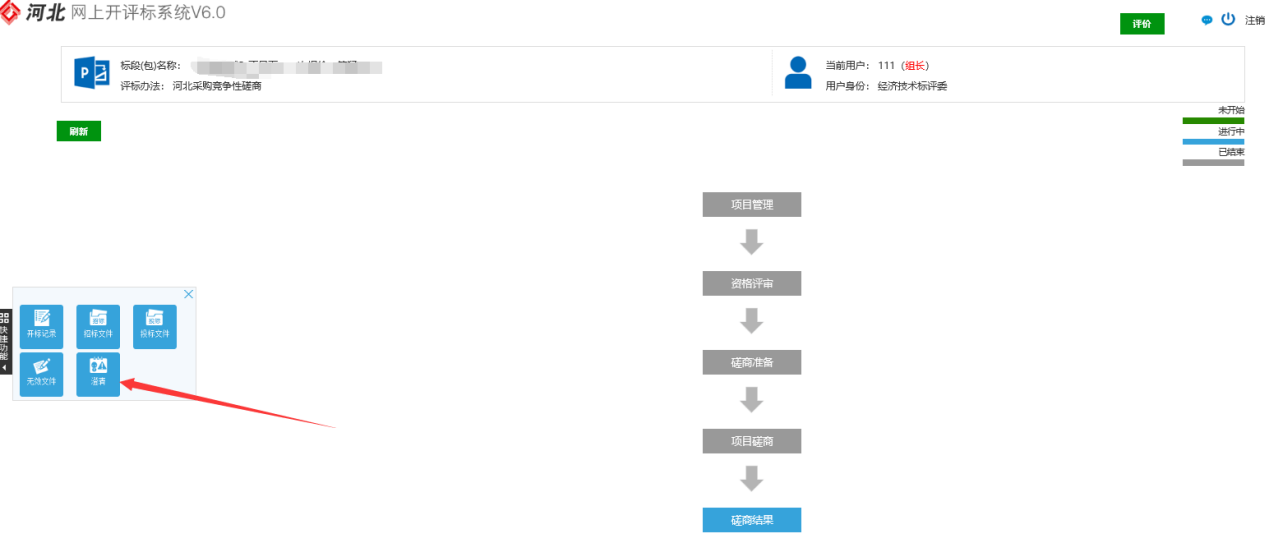 河北 网上开评标系统V6.0
评价
注销
标段(包)名称：
评标办法： 河北采购竞争性磋商
当前用户： 111（组长）
用户身份： 经济技术标评委
刷新
未开始
进行中
已结束
项目管理
资格评审
磋商准备
项目磋商
磋商结果
快捷功能
开标记录
招标文件
投标文件
无效文件
澄清